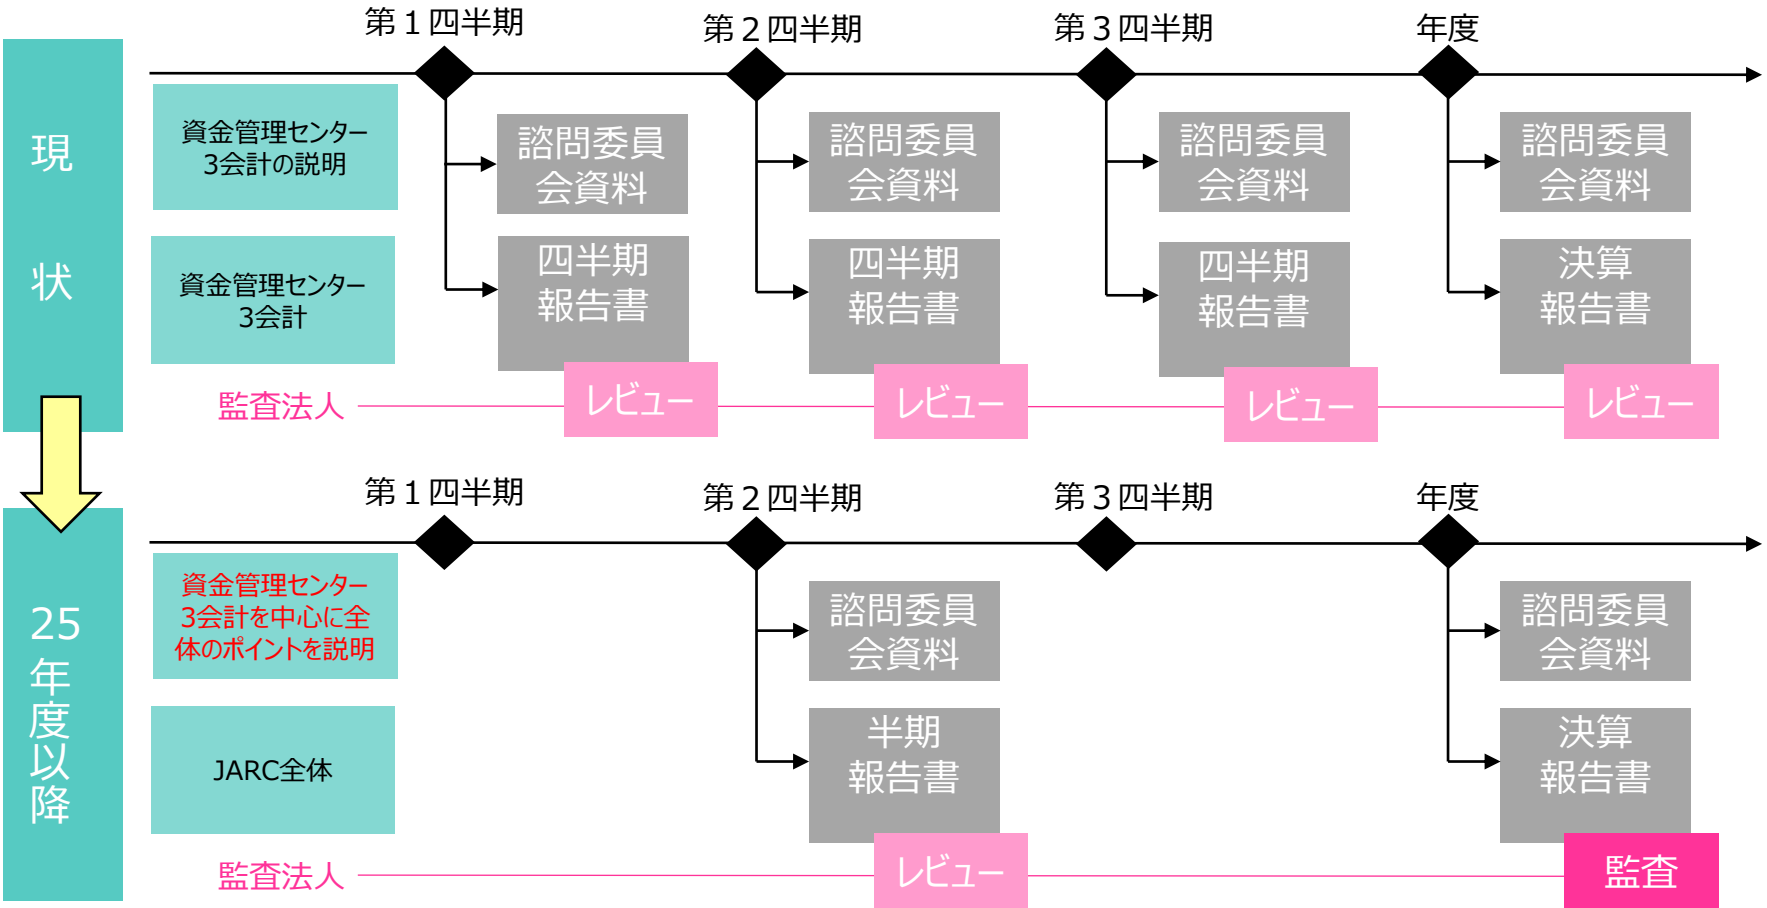 第１四半期
第２四半期
第３四半期
年度
現
状
資金管理センター
3会計の説明
諮問委員
会資料
諮問委員
会資料
諮問委員
会資料
諮問委員
会資料
資金管理センター
3会計
四半期
報告書
四半期
報告書
四半期
報告書
決算
報告書
監査法人
レビュー
レビュー
レビュー
レビュー
第１四半期
第２四半期
第３四半期
年度
25
年
度
以
降
資金管理センター
3会計を中心に全
体のポイントを説明
諮問委員
会資料
諮問委員
会資料
JARC全体
半期
報告書
決算
報告書
監査法人
レビュー
監査